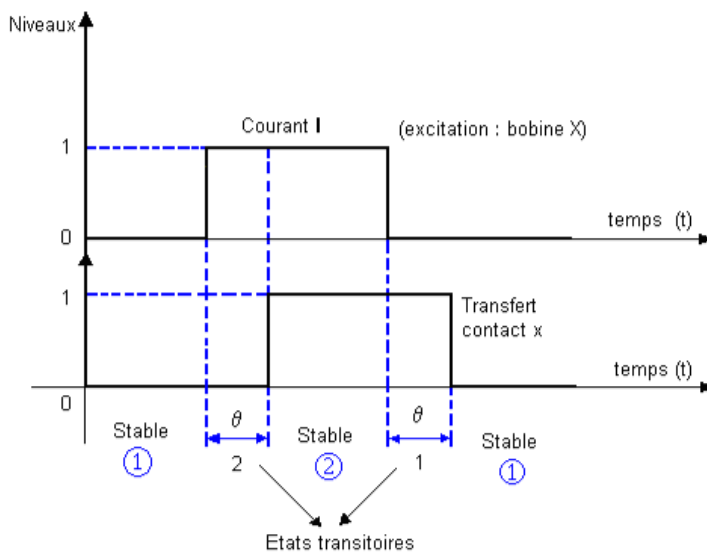 Niveaux
Courant I
(excitation : bobine X)
1
temps (t)
0
1
Transfert
contact x
temps (t)
0
θ
θ
Stable
Stable
Stable
1
2
2
1
1
Etats transitoires